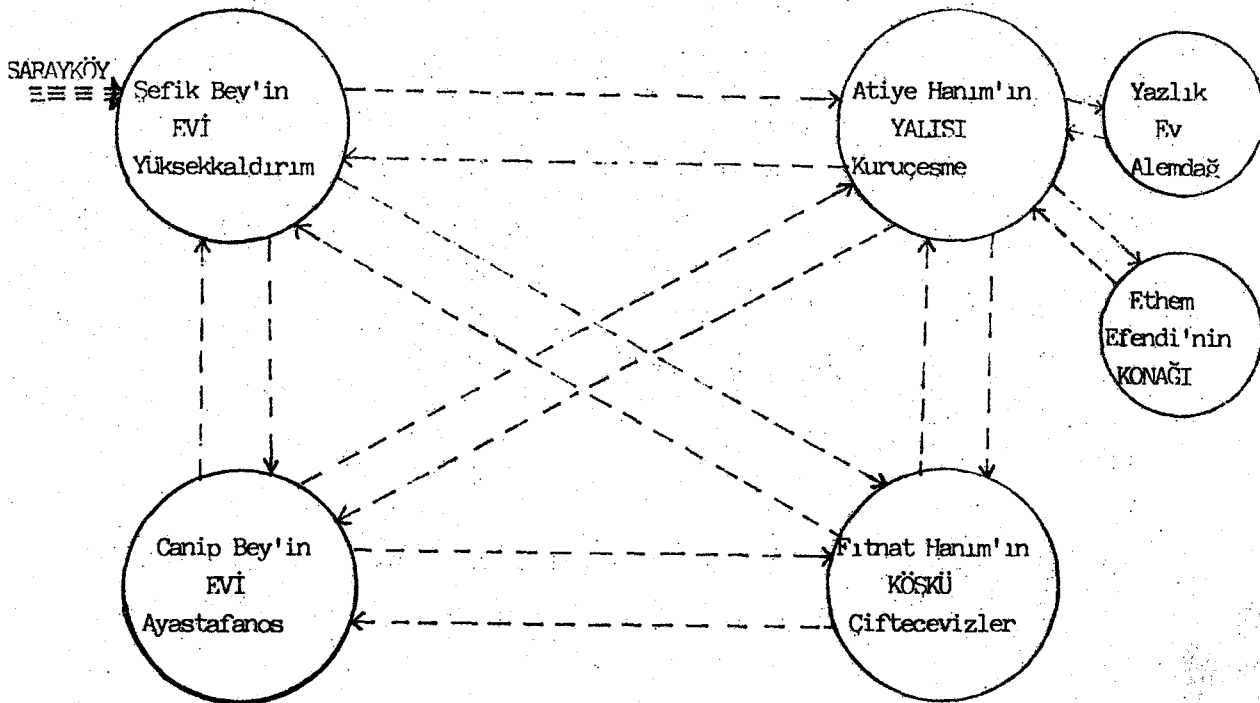 SARAYKÖY
Şefik Bey'in
EVİ
Yüksekkaldırım
Atiye Hanım'ın
YALISI
Kuruçeşme
Yazlık
Ev
Alemdağ
Ethem
Efendi'nin
KONAĞI
Canip Bey'in
EVİ
Ayastafanos
Fıtnat Hanım'ın
KÖŞKÜ
Çiftecevizler